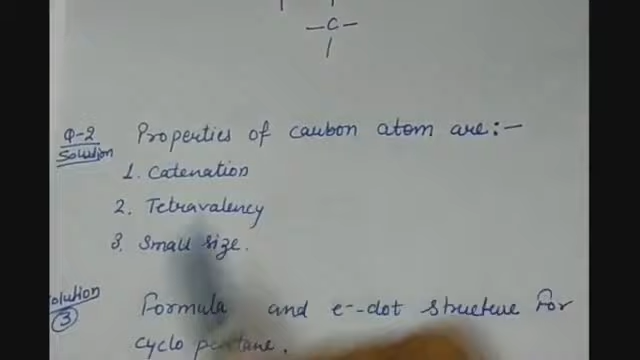 -C-
Q-2 Properties of carbon atom are:-
Solution
1. Catenation
2. Tetravalency
3. Small size.
Solution
3 Formula and e--dot structure for
cyclo pentane.